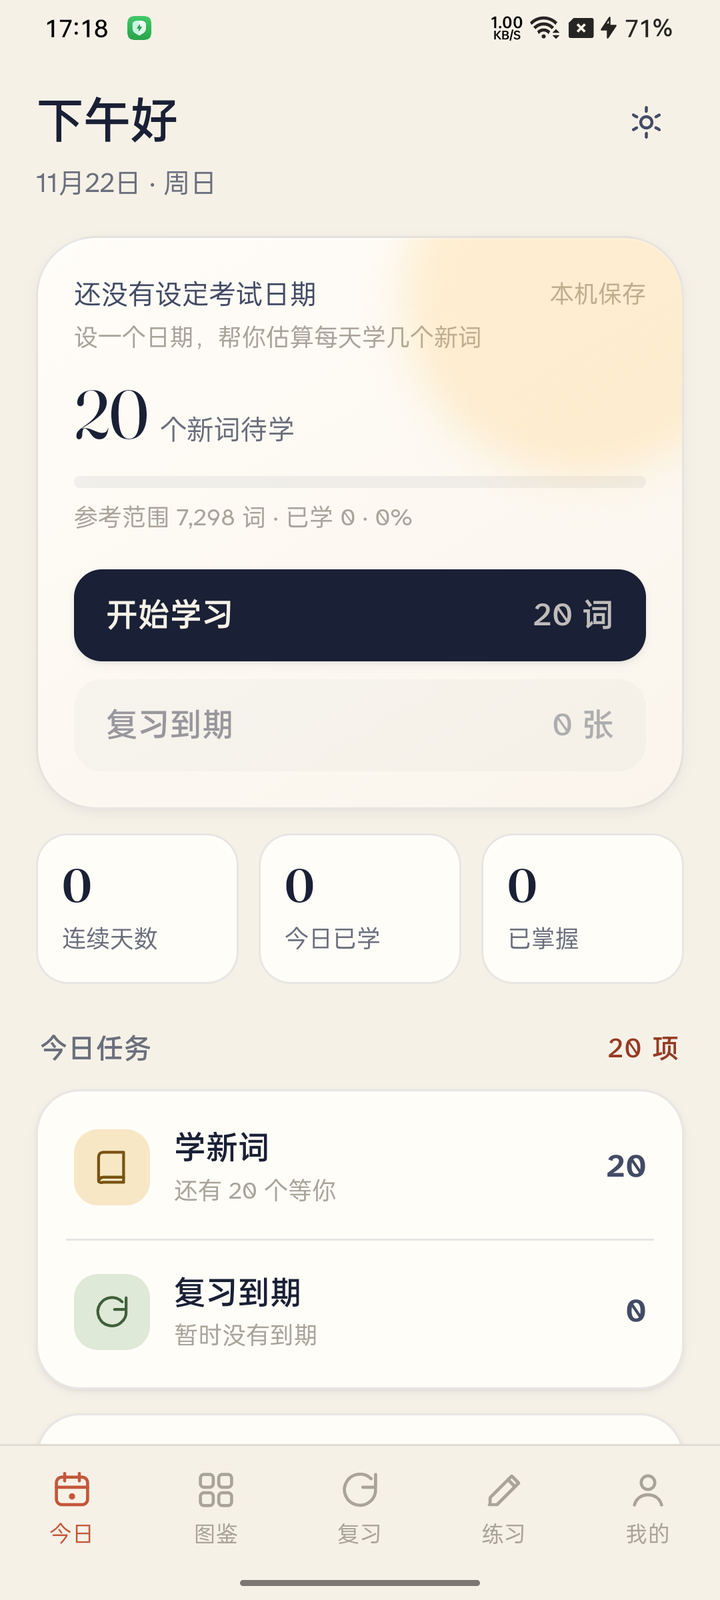 17:18
1.00 KB/S
71%
下午好
11月22日 · 周日
还没有设定考试日期
本机保存
设一个日期，帮你估算每天学几个新词
20 个新词待学
参考范围 7,298 词 · 已学 0 · 0%
开始学习 20 词
复习到期 0 张
0 0 0
连续天数 今日已学 已掌握
今日任务 20 项
学新词
还有 20 个等你
20
复习到期
暂时没有到期
0
今日 图鉴 复习 练习 我的